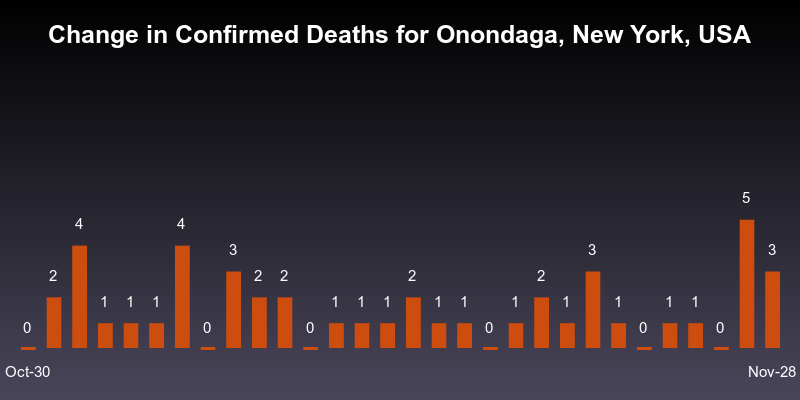 Change in Confirmed Deaths for Onondaga, New York, USA
5
4 4
3 3 3
2 2 2 2 2
1 1 1 1 1 1 1 1 1 1 1 1 1
0 0 0 0 0 0
Oct-30 Nov-28